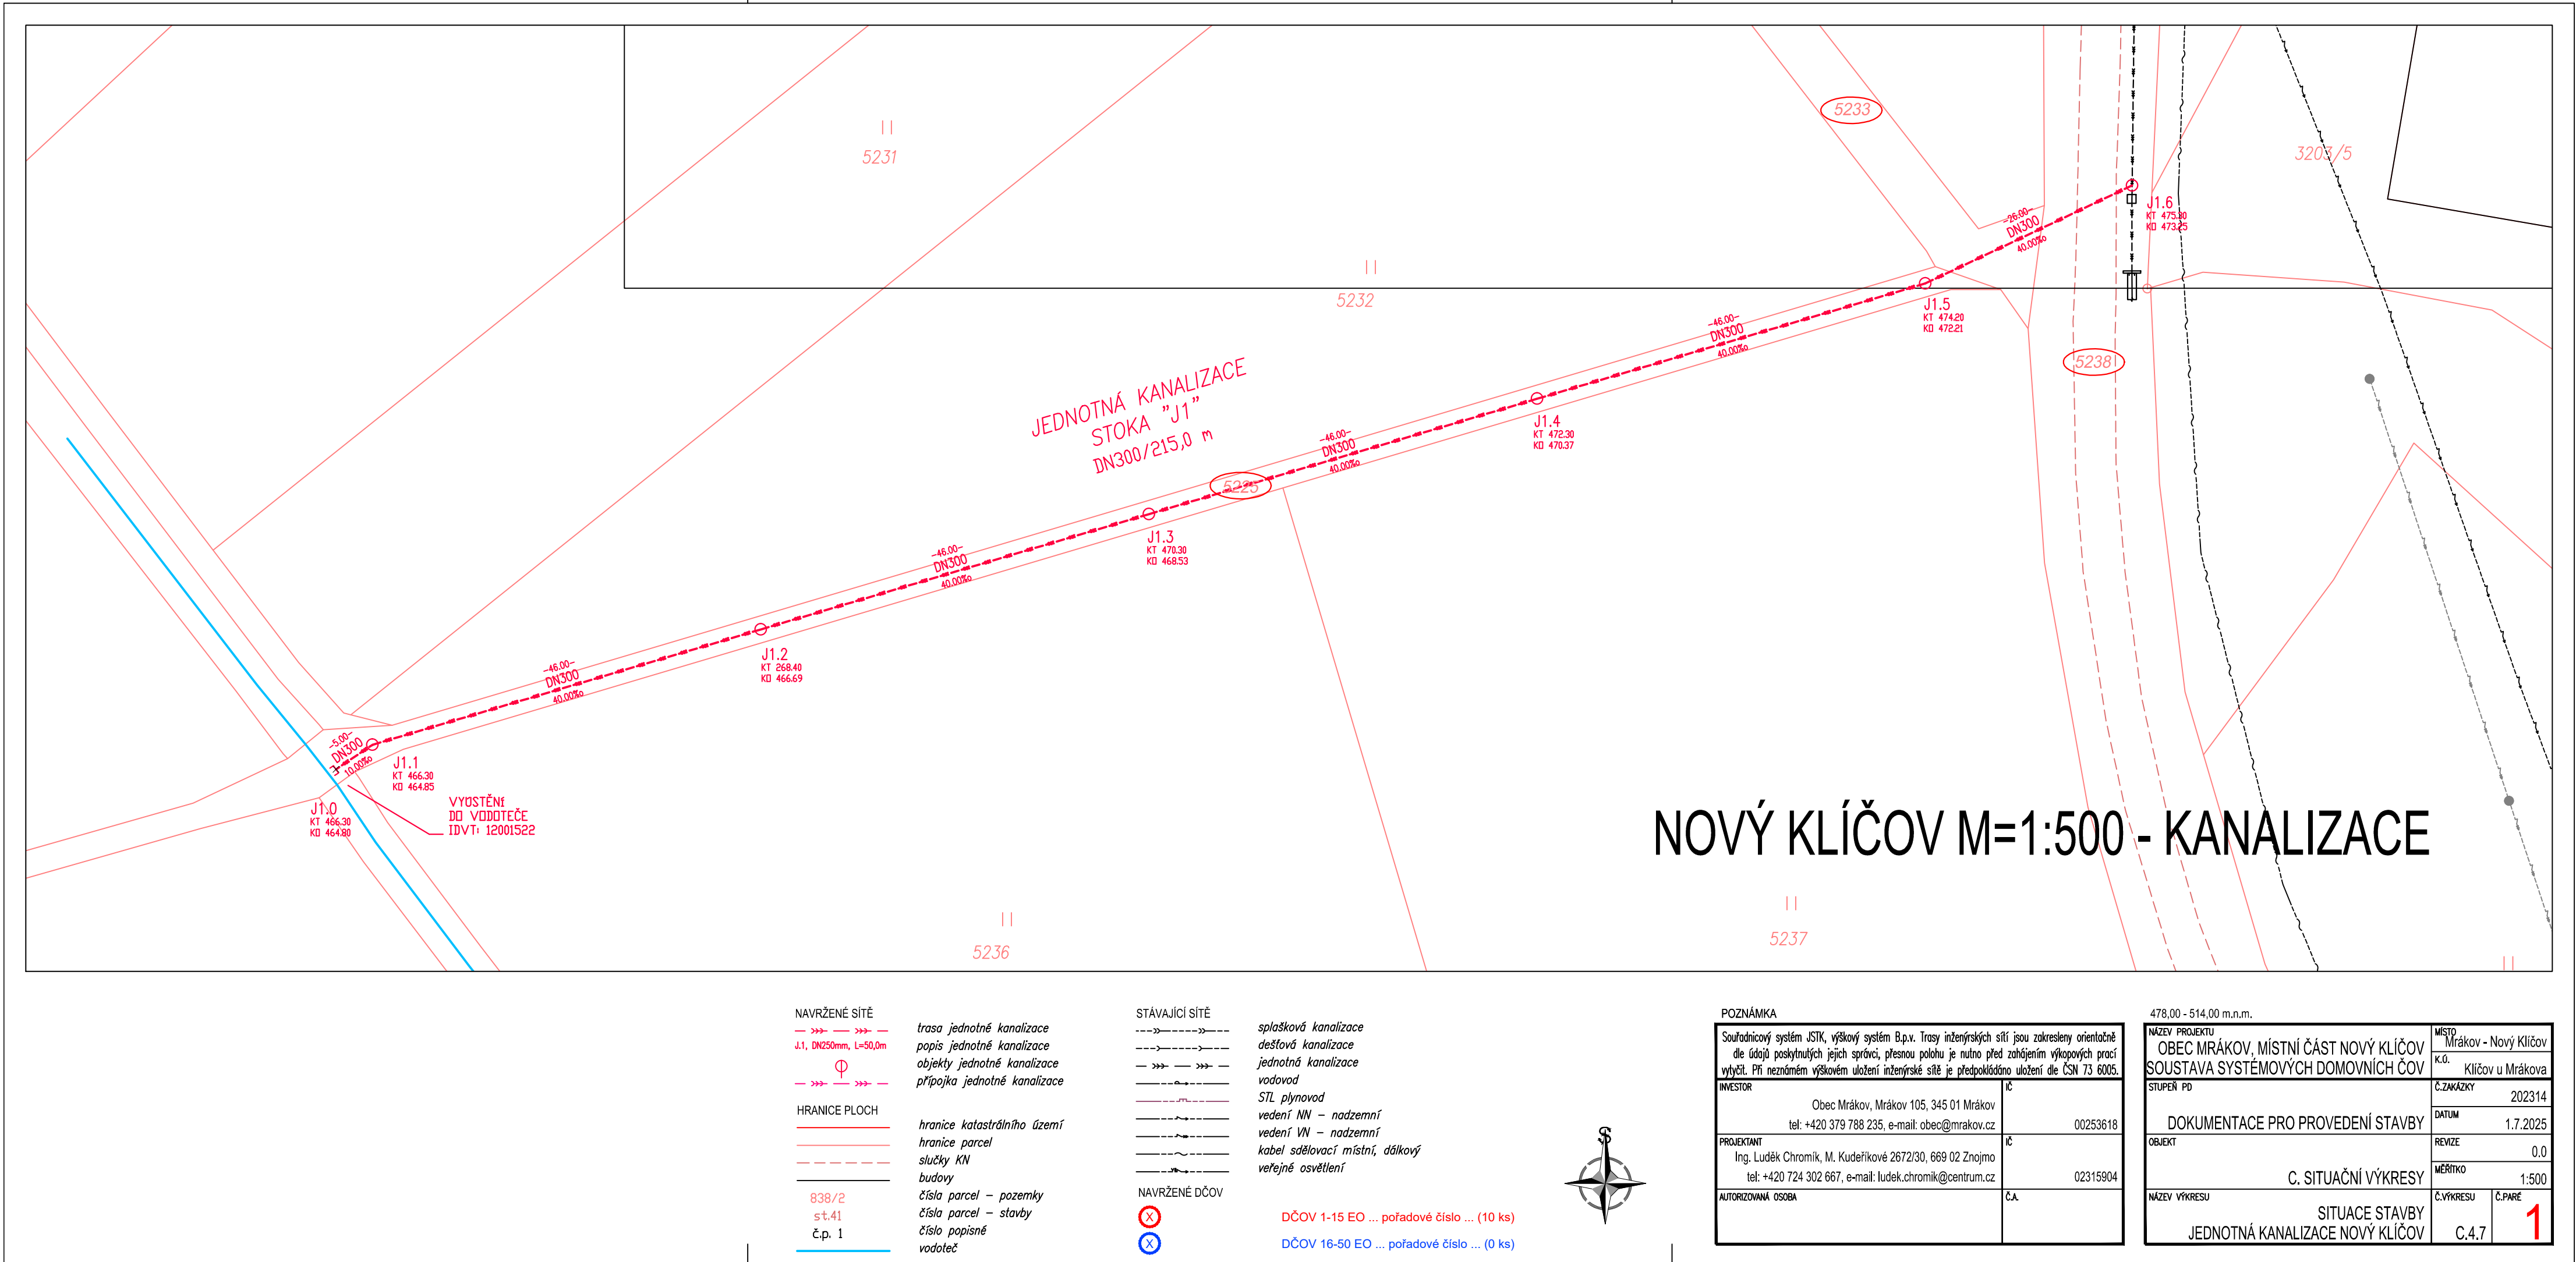 5231
5233
3203/5
J1.6
KT 475.30
KD 473.25
-26.00-
DN300
40.00‰
5232
J1.5
KT 474.20
KD 472.21
-46.00-
DN300
40.00‰
5238
JEDNOTNÁ KANALIZACE
STOKA "J1"
DN300/215,0 m
J1.4
KT 472.30
KD 470.37
-46.00-
DN300
40.00‰
5225
J1.3
KT 470.30
KD 468.53
-46.00-
DN300
40.00‰
J1.2
KT 268.40
KD 466.69
-46.00-
DN300
40.00‰
-5.00-
DN300
10.00‰
J1.1
KT 466.30
KD 464.85
J1.0
KT 466.30
KD 464.80
VYÚSTĚNÍ
DO VODOTEČE
IDVT: 12001522
NOVÝ KLÍČOV M=1:500 - KANALIZACE
5236
5237
NAVRŽENÉ SÍTĚ
trasa jednotné kanalizace
J.1, DN250mm, L=50,0m popis jednotné kanalizace
objekty jednotné kanalizace
přípojka jednotné kanalizace
HRANICE PLOCH
hranice katastrálního území
hranice parcel
slučky KN
budovy
838/2 čísla parcel – pozemky
st.41 čísla parcel – stavby
č.p. 1 číslo popisné
vodoteč
STÁVAJÍCÍ SÍTĚ
splašková kanalizace
dešťová kanalizace
jednotná kanalizace
vodovod
STL plynovod
vedení NN – nadzemní
vedení VN – nadzemní
kabel sdělovací místní, dálkový
veřejné osvětlení
NAVRŽENÉ DČOV
X DČOV 1-15 EO ... pořadové číslo ... (10 ks)
X DČOV 16-50 EO ... pořadové číslo ... (0 ks)
S
POZNÁMKA
Souřadnicový systém JSTK, výškový systém B.p.v. Trasy inženýrských sítí jsou zakresleny orientačně
dle údajů poskytnutých jejich správci, přesnou polohu je nutno před zahájením výkopových prací
vytyčit. Při neznámém výškovém uložení inženýrské sítě je předpokládáno uložení dle ČSN 73 6005.
INVESTOR IČ
Obec Mrákov, Mrákov 105, 345 01 Mrákov
tel: +420 379 788 235, e-mail: obec@mrakov.cz 00253618
PROJEKTANT IČ
Ing. Luděk Chromík, M. Kudeříkové 2672/30, 669 02 Znojmo
tel: +420 724 302 667, e-mail: ludek.chromik@centrum.cz 02315904
AUTORIZOVANÁ OSOBA Č.A.
478,00 - 514,00 m.n.m.
NÁZEV PROJEKTU
OBEC MRÁKOV, MÍSTNÍ ČÁST NOVÝ KLÍČOV
SOUSTAVA SYSTÉMOVÝCH DOMOVNÍCH ČOV
MÍSTO
Mrákov - Nový Klíčov
K.Ú.
Klíčov u Mrákova
STUPEŇ PD
DOKUMENTACE PRO PROVEDENÍ STAVBY
Č.ZAKÁZKY
202314
DATUM
1.7.2025
OBJEKT
C. SITUAČNÍ VÝKRESY
REVIZE
0.0
MĚŘÍTKO
1:500
NÁZEV VÝKRESU
SITUACE STAVBY
JEDNOTNÁ KANALIZACE NOVÝ KLÍČOV
Č.VÝKRESU
C.4.7
Č.PARÉ
1